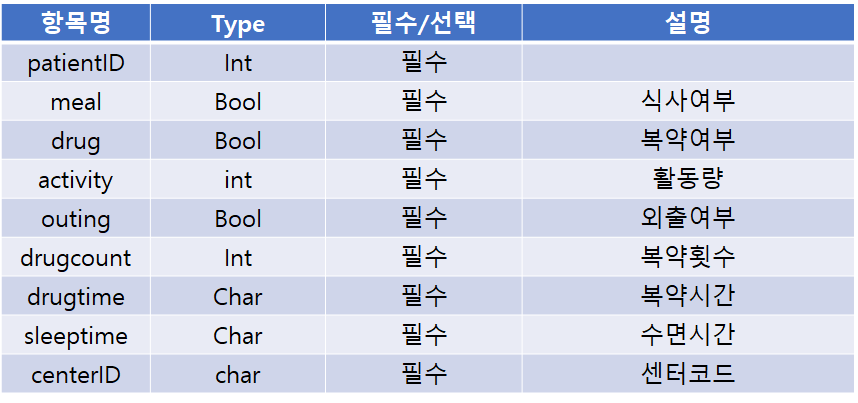 항목명 Type 필수/선택 설명
patientID Int 필수
meal Bool 필수 식사여부
drug Bool 필수 복약여부
activity int 필수 활동량
outing Bool 필수 외출여부
drugcount Int 필수 복약횟수
drugtime Char 필수 복약시간
sleeptime Char 필수 수면시간
centerID char 필수 센터코드